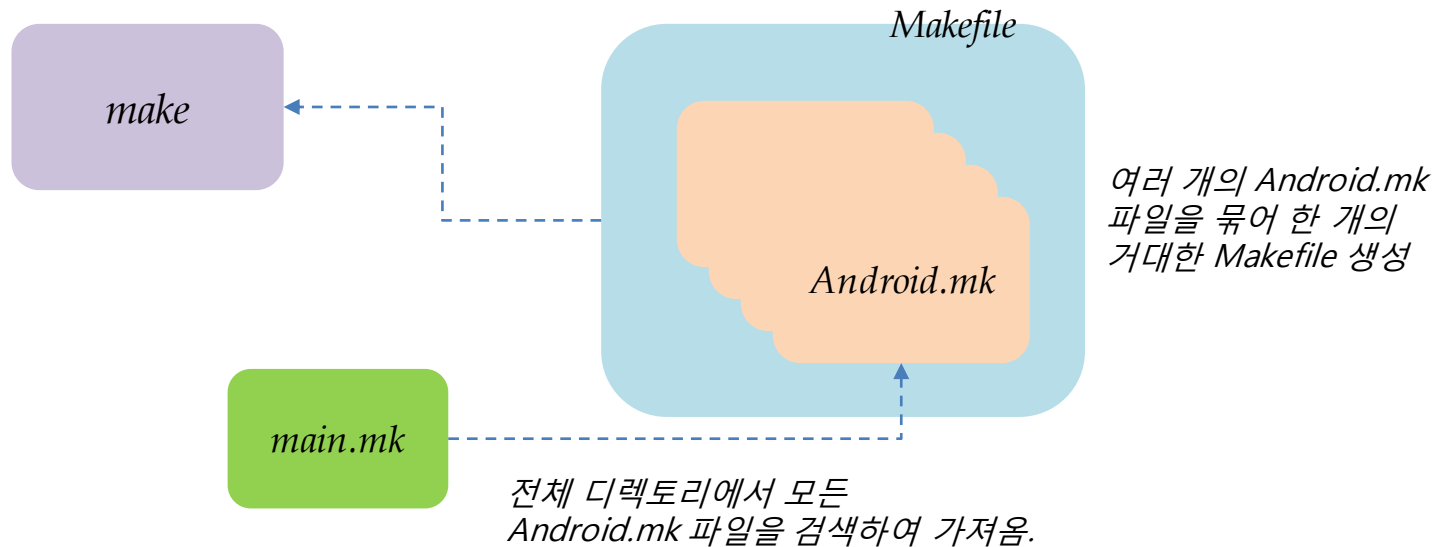 Makefile
make
여러 개의 Android.mk
파일을 묶어 한 개의
거대한 Makefile 생성
Android.mk
main.mk
전체 디렉토리에서 모든
Android.mk 파일을 검색하여 가져옴.